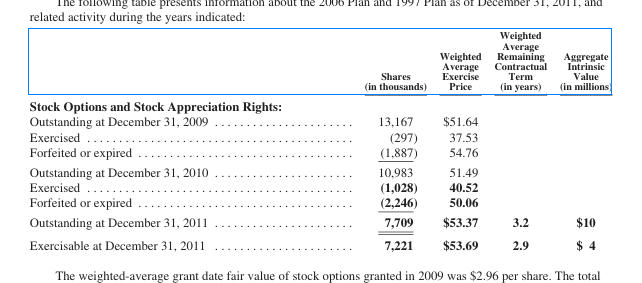 The following table presents information about the 2006 Plan and 1997 Plan as of December 31, 2011, and
related activity during the years indicated:
Shares (in thousands) Weighted Average Exercise Price Weighted Average Remaining Contractual Term (in years) Aggregate Intrinsic Value (in millions)
Stock Options and Stock Appreciation Rights:
Outstanding at December 31, 2009 ...................... 13,167 $51.64
Exercised .......................................... (297) 37.53
Forfeited or expired .................................. (1,887) 54.76
Outstanding at December 31, 2010 ...................... 10,983 51.49
Exercised .......................................... (1,028) 40.52
Forfeited or expired .................................. (2,246) 50.06
Outstanding at December 31, 2011 ...................... 7,709 $53.37 3.2 $10
Exercisable at December 31, 2011 ...................... 7,221 $53.69 2.9 $ 4
The weighted-average grant date fair value of stock options granted in 2009 was $2.96 per share. The total